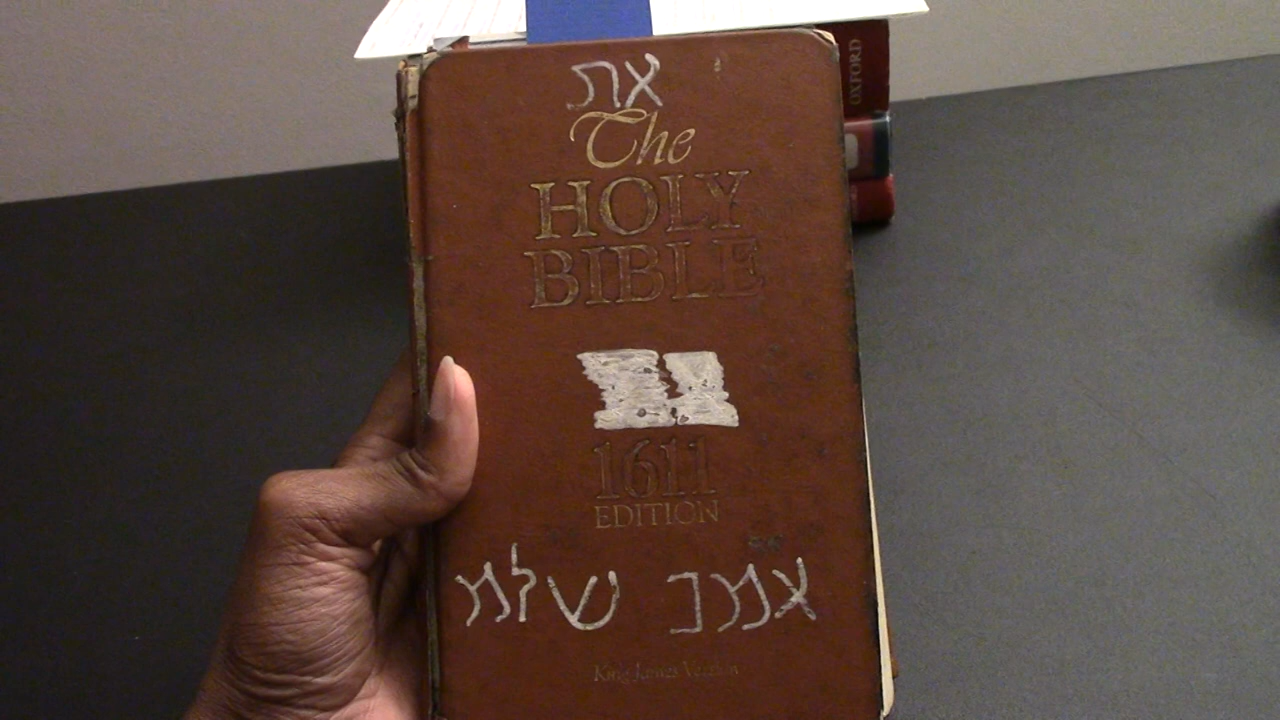 את
The
HOLY
BIBLE
1611
EDITION
אמנ שלמ
King James Version
OXFORD